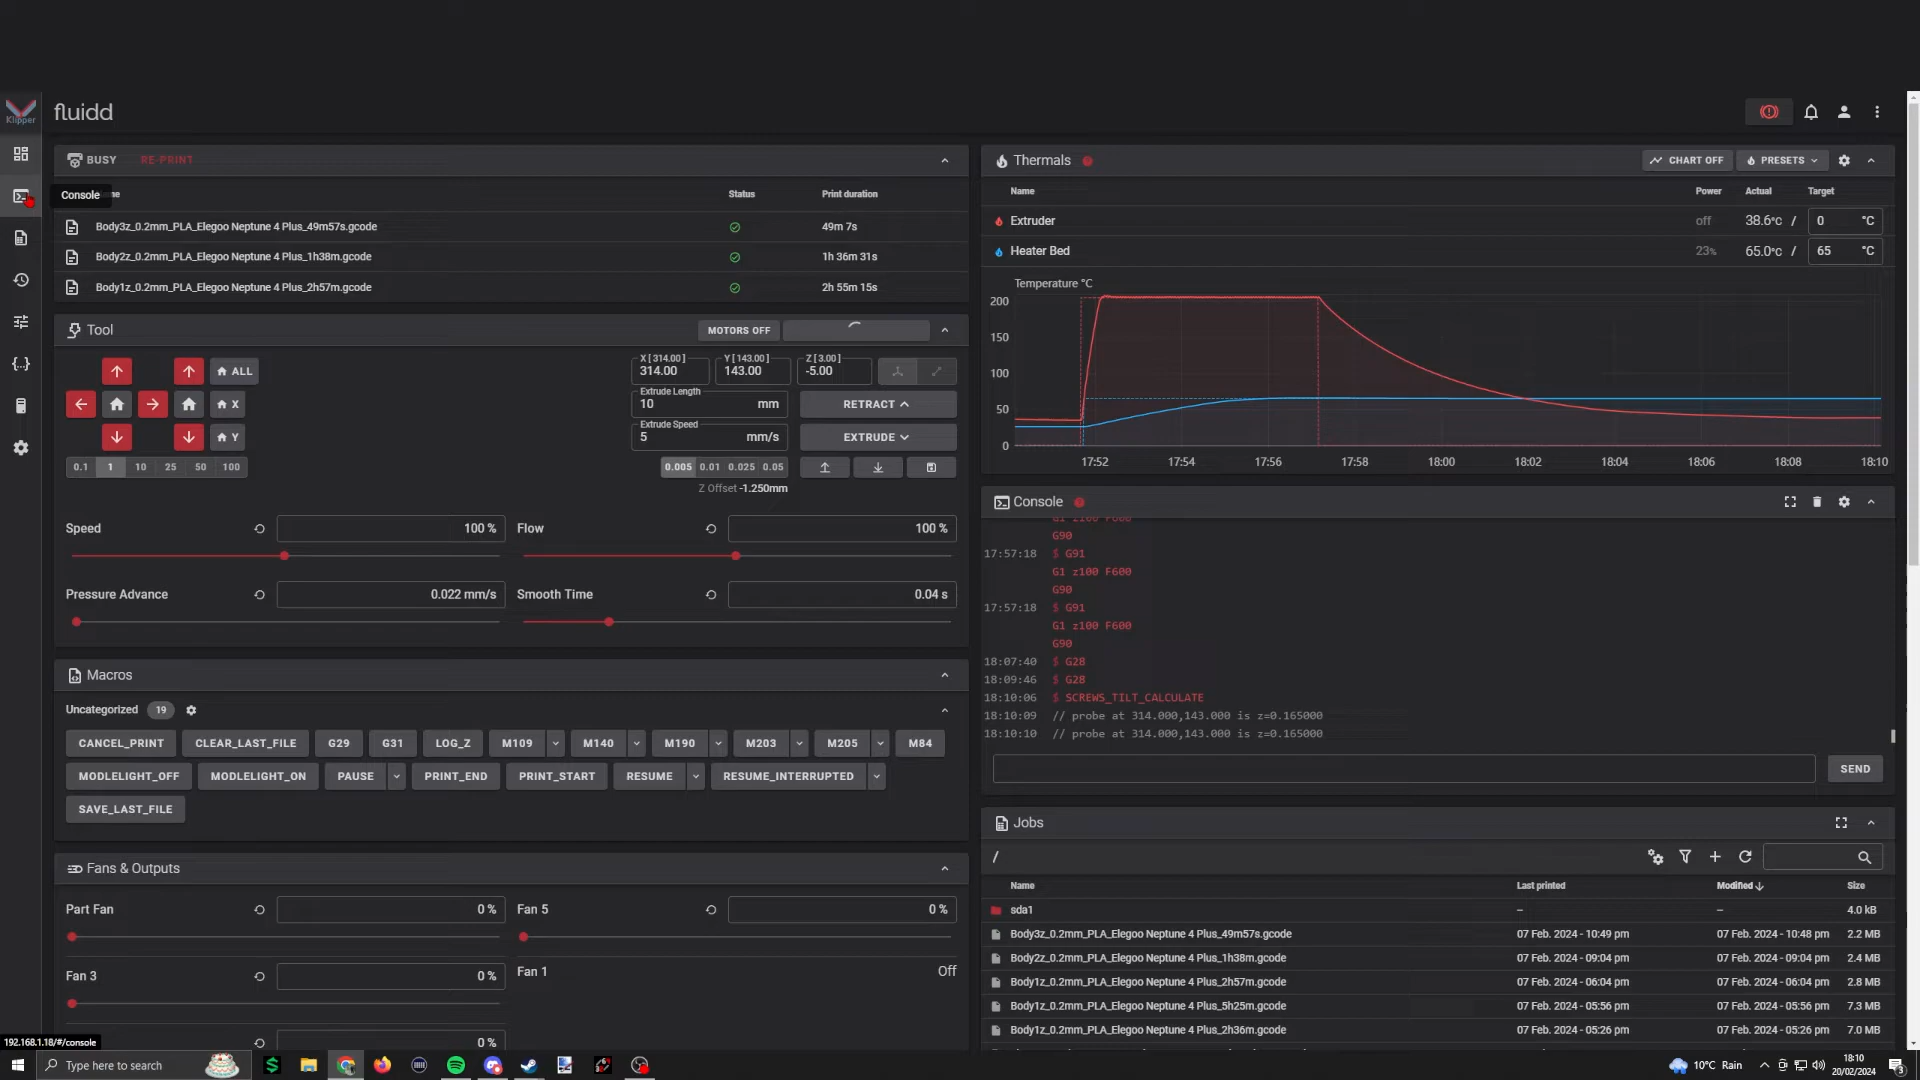 fluidd
Klipper
BUSY
RE-PRINT
Console
Status
Print duration
Body3z_0.2mm_PLA_Elegoo Neptune 4 Plus_49m57s.gcode
49m 7s
Body2z_0.2mm_PLA_Elegoo Neptune 4 Plus_1h38m.gcode
1h 36m 31s
Body1z_0.2mm_PLA_Elegoo Neptune 4 Plus_2h57m.gcode
2h 55m 15s
Tool
MOTORS OFF
ALL
X
Y
0.1 1 10 25 50 100
X [ 314.00 ]
314.00
Y [ 143.00 ]
143.00
Z [ 3.00 ]
-5.00
Extrude Length
10 mm
RETRACT
Extrude Speed
5 mm/s
EXTRUDE
0.005 0.01 0.025 0.05
Z Offset -1.250mm
Speed
100 %
Flow
100 %
Pressure Advance
0.022 mm/s
Smooth Time
0.04 s
Macros
Uncategorized 19
CANCEL_PRINT CLEAR_LAST_FILE G29 G31 LOG_Z M109 M140 M190 M203 M205 M84
MODLELIGHT_OFF MODLELIGHT_ON PAUSE PRINT_END PRINT_START RESUME RESUME_INTERRUPTED
SAVE_LAST_FILE
Fans & Outputs
Part Fan
0 %
Fan 5
0 %
Fan 3
0 %
Fan 1
Off
0 %
Thermals
CHART OFF
PRESETS
Name Power Actual Target
Extruder off 38.6°C / 0 °C
Heater Bed 23% 65.0°C / 65 °C
Temperature °C
200
150
100
50
0
17:52 17:54 17:56 17:58 18:00 18:02 18:04 18:06 18:08 18:10
Console
G1 z100 F600
G90
17:57:18 $ G91
G1 z100 F600
G90
17:57:18 $ G91
G1 z100 F600
G90
18:07:40 $ G28
18:09:46 $ G28
18:10:06 $ SCREWS_TILT_CALCULATE
18:10:09 // probe at 314.000,143.000 is z=0.165000
18:10:10 // probe at 314.000,143.000 is z=0.165000
SEND
Jobs
/
Name Last printed Modified Size
sda1 – – 4.0 kB
Body3z_0.2mm_PLA_Elegoo Neptune 4 Plus_49m57s.gcode 07 Feb. 2024 - 10:49 pm 07 Feb. 2024 - 10:48 pm 2.2 MB
Body2z_0.2mm_PLA_Elegoo Neptune 4 Plus_1h38m.gcode 07 Feb. 2024 - 09:04 pm 07 Feb. 2024 - 09:04 pm 2.4 MB
Body1z_0.2mm_PLA_Elegoo Neptune 4 Plus_2h57m.gcode 07 Feb. 2024 - 06:04 pm 07 Feb. 2024 - 06:04 pm 2.8 MB
Body1z_0.2mm_PLA_Elegoo Neptune 4 Plus_5h25m.gcode 07 Feb. 2024 - 05:56 pm 07 Feb. 2024 - 05:56 pm 7.3 MB
Body1z_0.2mm_PLA_Elegoo Neptune 4 Plus_2h36m.gcode 07 Feb. 2024 - 05:26 pm 07 Feb. 2024 - 05:26 pm 7.0 MB
192.168.1.18/#/console
Type here to search
10°C Rain
18:10
20/02/2024
3